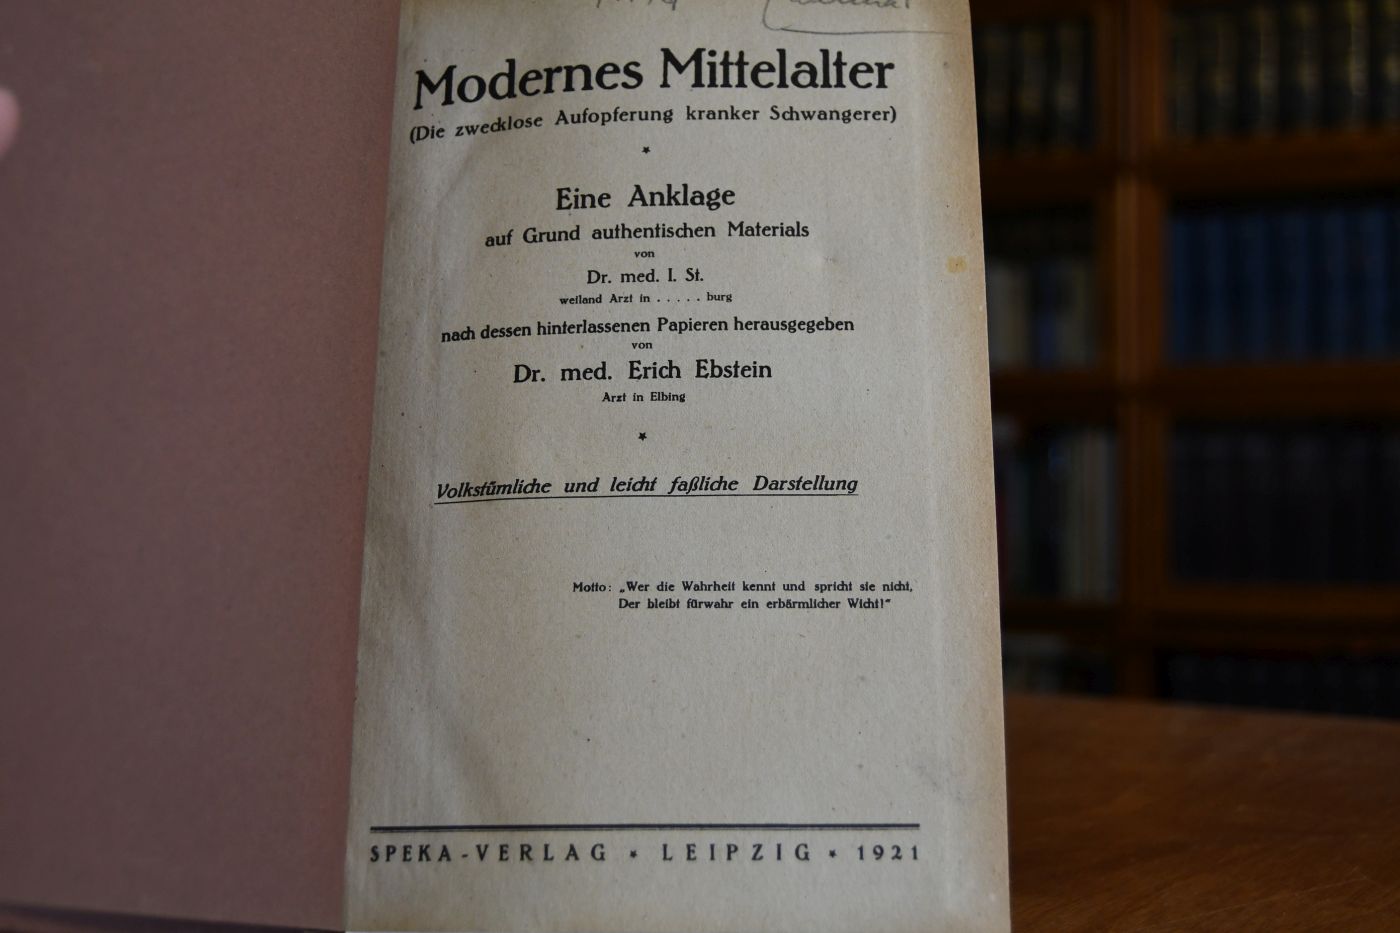 Modernes Mittelalter
(Die zwecklose Aufopferung kranker Schwangerer)
*
Eine Anklage
auf Grund authentischen Materials
von
Dr. med. I. St.
weiland Arzt in . . . . . burg
nach dessen hinterlassenen Papieren herausgegeben
von
Dr. med. Erich Ebstein
Arzt in Elbing
*
Volkstümliche und leicht faßliche Darstellung
Motto: „Wer die Wahrheit kennt und spricht sie nicht,
Der bleibt fürwahr ein erbärmlicher Wicht!“
SPEKA-VERLAG * LEIPZIG * 1921